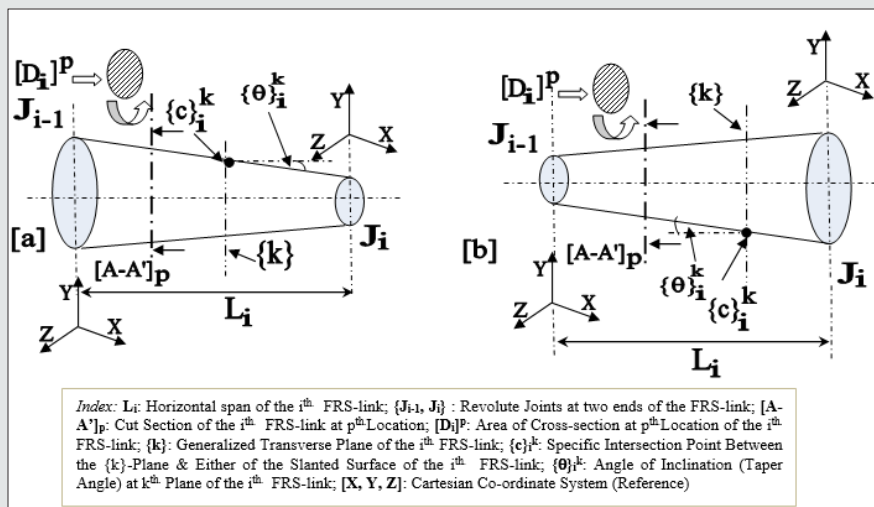 [Di]ᵖ
Ji-1
{c}iᵏ
{θ}iᵏ
Y
Z
X
[a]
[A-A']p
{k}
Ji
Y
Z
X
Li
[Di]ᵖ
Ji-1
{k}
Y
Z
X
[b]
[A-A']p
{θ}iᵏ
{c}iᵏ
Ji
Y
Z
X
Li
Index: Li: Horizontal span of the iᵗʰ FRS-link; {Ji-1, Ji} : Revolute Joints at two ends of the FRS-link; [A-
A']p: Cut Section of the iᵗʰ FRS-link at pᵗʰ Location; [Di]ᵖ: Area of Cross-section at pᵗʰ Location of the iᵗʰ
FRS-link; {k}: Generalized Transverse Plane of the iᵗʰ FRS-link; {c}iᵏ: Specific Intersection Point Between
the {k}-Plane & Either of the Slanted Surface of the iᵗʰ FRS-link; {θ}iᵏ: Angle of Inclination (Taper
Angle) at kᵗʰ Plane of the iᵗʰ FRS-link; [X, Y, Z]: Cartesian Co-ordinate System (Reference)